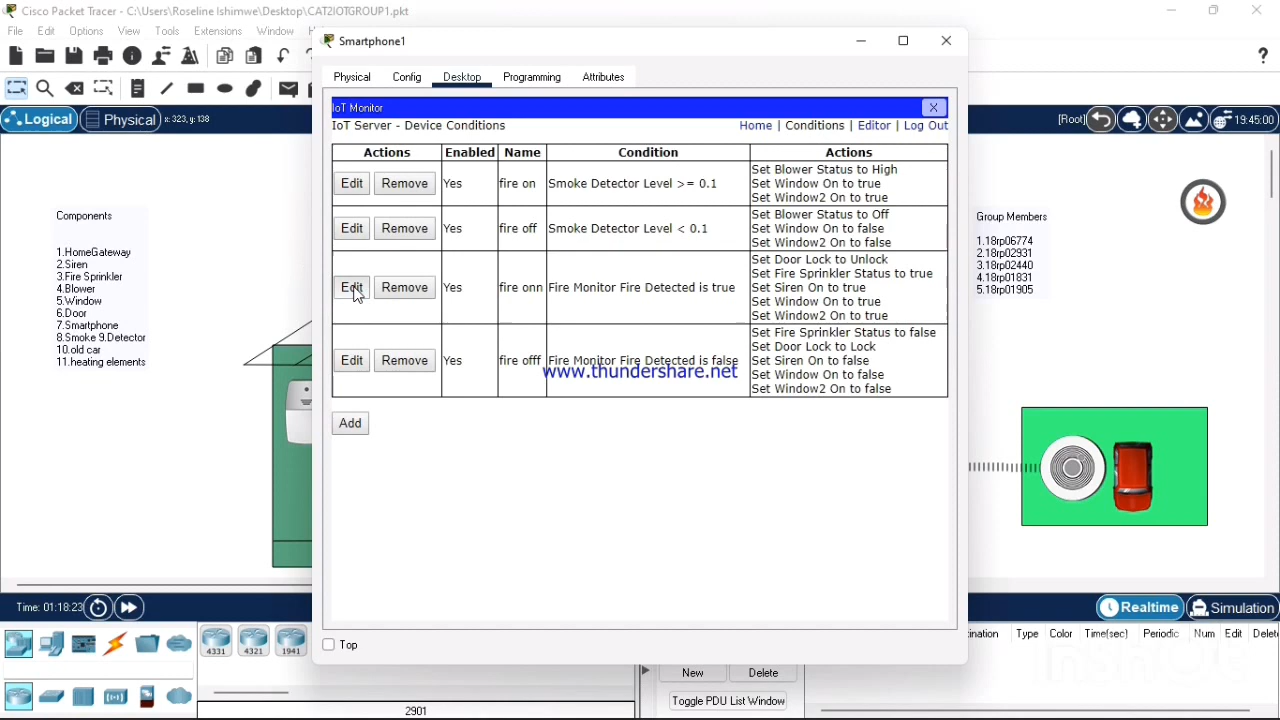 Cisco Packet Tracer - C:\Users\Roseline Ishimwe\Desktop\CAT2IOTGROUP1.pkt
File Edit Options View Tools Extensions Window
Smartphone1
Physical Config Desktop Programming Attributes
Logical Physical x: 323, y: 138
[Root] 19:45:00
IoT Monitor X
IoT Server - Device Conditions Home | Conditions | Editor | Log Out
Actions Enabled Name Condition Actions
Edit Remove Yes fire on Smoke Detector Level >= 0.1
Set Blower Status to High
Set Window On to true
Set Window2 On to true
Edit Remove Yes fire off Smoke Detector Level < 0.1
Set Blower Status to Off
Set Window On to false
Set Window2 On to false
Edit Remove Yes fire onn Fire Monitor Fire Detected is true
Set Door Lock to Unlock
Set Fire Sprinkler Status to true
Set Siren On to true
Set Window On to true
Set Window2 On to true
Edit Remove Yes fire offf Fire Monitor Fire Detected is false
Set Fire Sprinkler Status to false
Set Door Lock to Lock
Set Siren On to false
Set Window On to false
Set Window2 On to false
www.thundershare.net
Add
Top
Components
1.HomeGateway
2.Siren
3.Fire Sprinkler
4.Blower
5.Window
6.Door
7.Smartphone
8.Smoke 9.Detector
10.old car
11.heating elements
Group Members
1.18rp06774
2.18rp02931
3.18rp02440
4.18rp01831
5.18rp01905
Time: 01:18:23
Realtime Simulation
4331 4321 1941
2901
New Delete
Toggle PDU List Window
ination Type Color Time(sec) Periodic Num Edit Delet